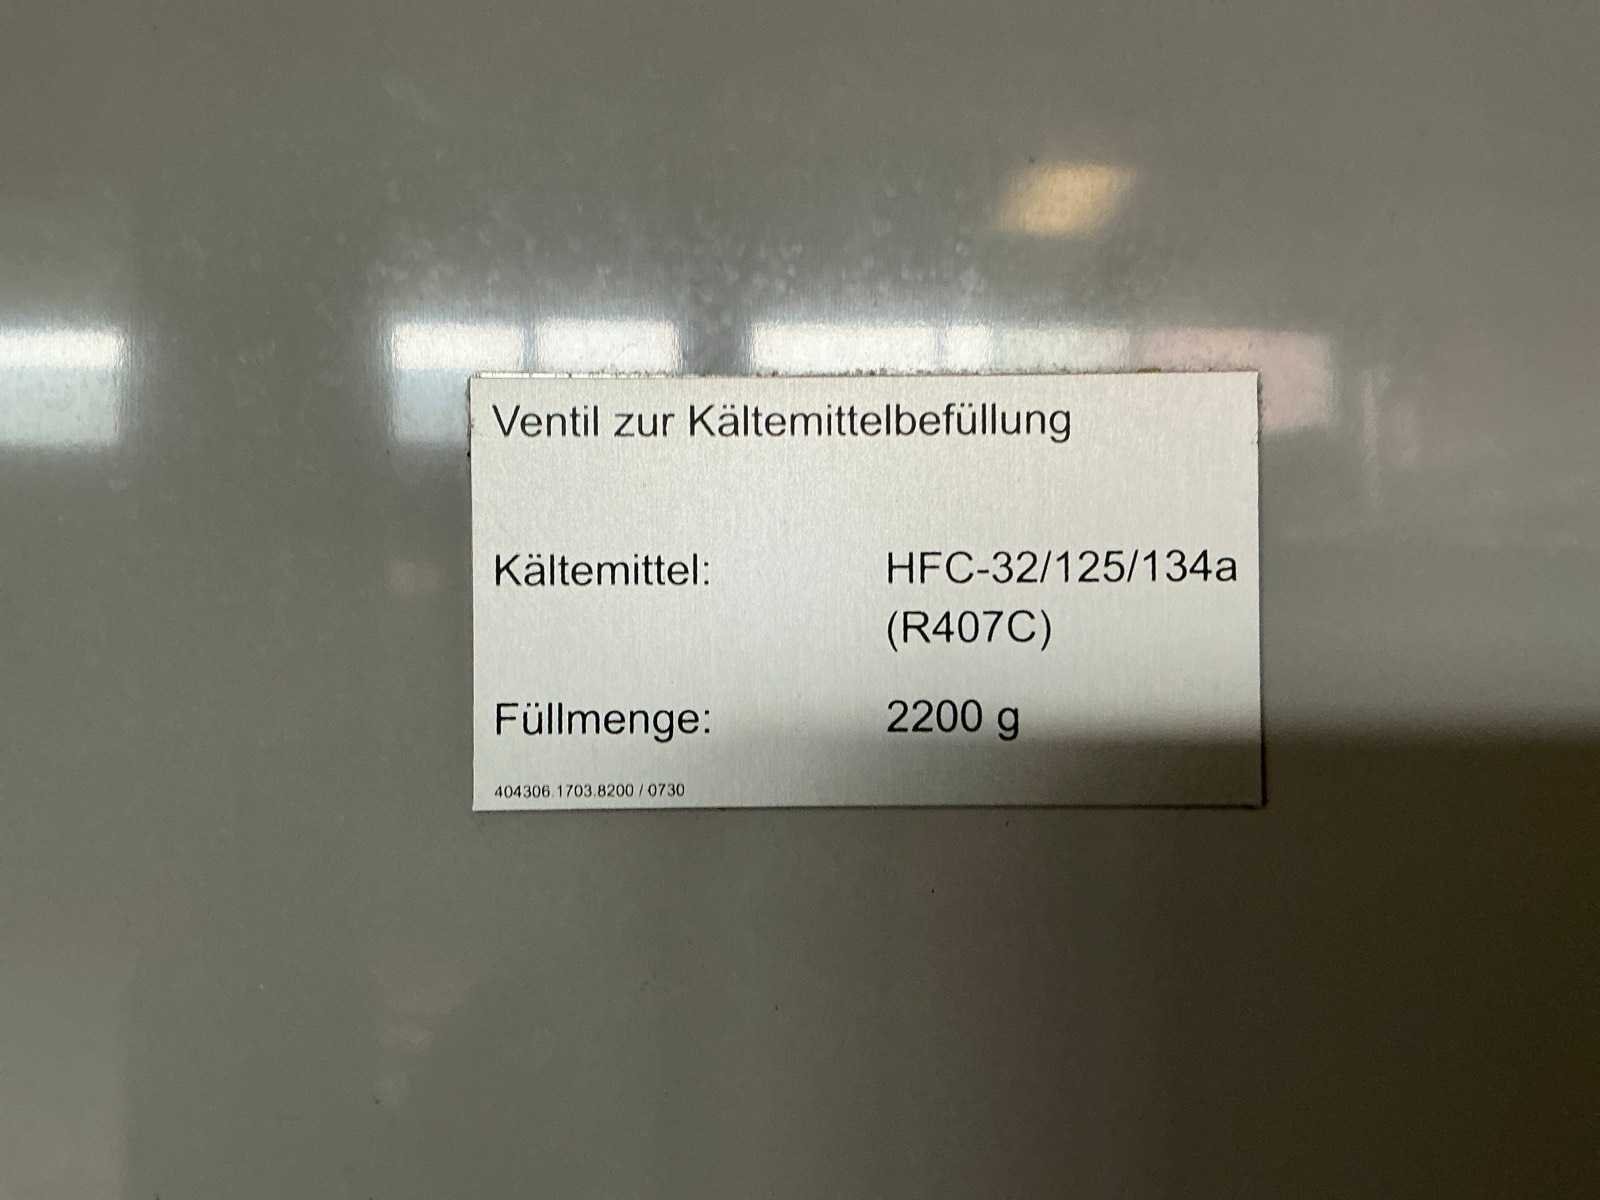 Ventil zur Kältemittelbefüllung
Kältemittel: HFC-32/125/134a
(R407C)
Füllmenge: 2200 g
404306.1703.8200 / 0730